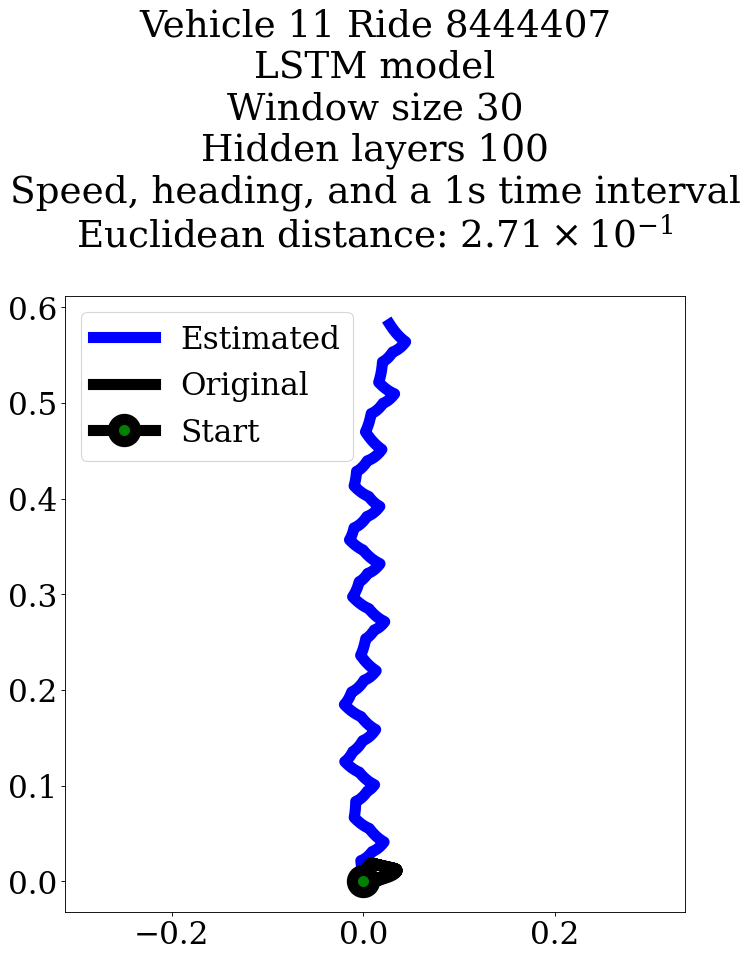 Vehicle 11 Ride 8444407
LSTM model
Window size 30
Hidden layers 100
Speed, heading, and a 1s time interval
Euclidean distance: 2.71 × 10⁻¹
Estimated
Original
Start
0.6
0.5
0.4
0.3
0.2
0.1
0.0
−0.2
0.0
0.2